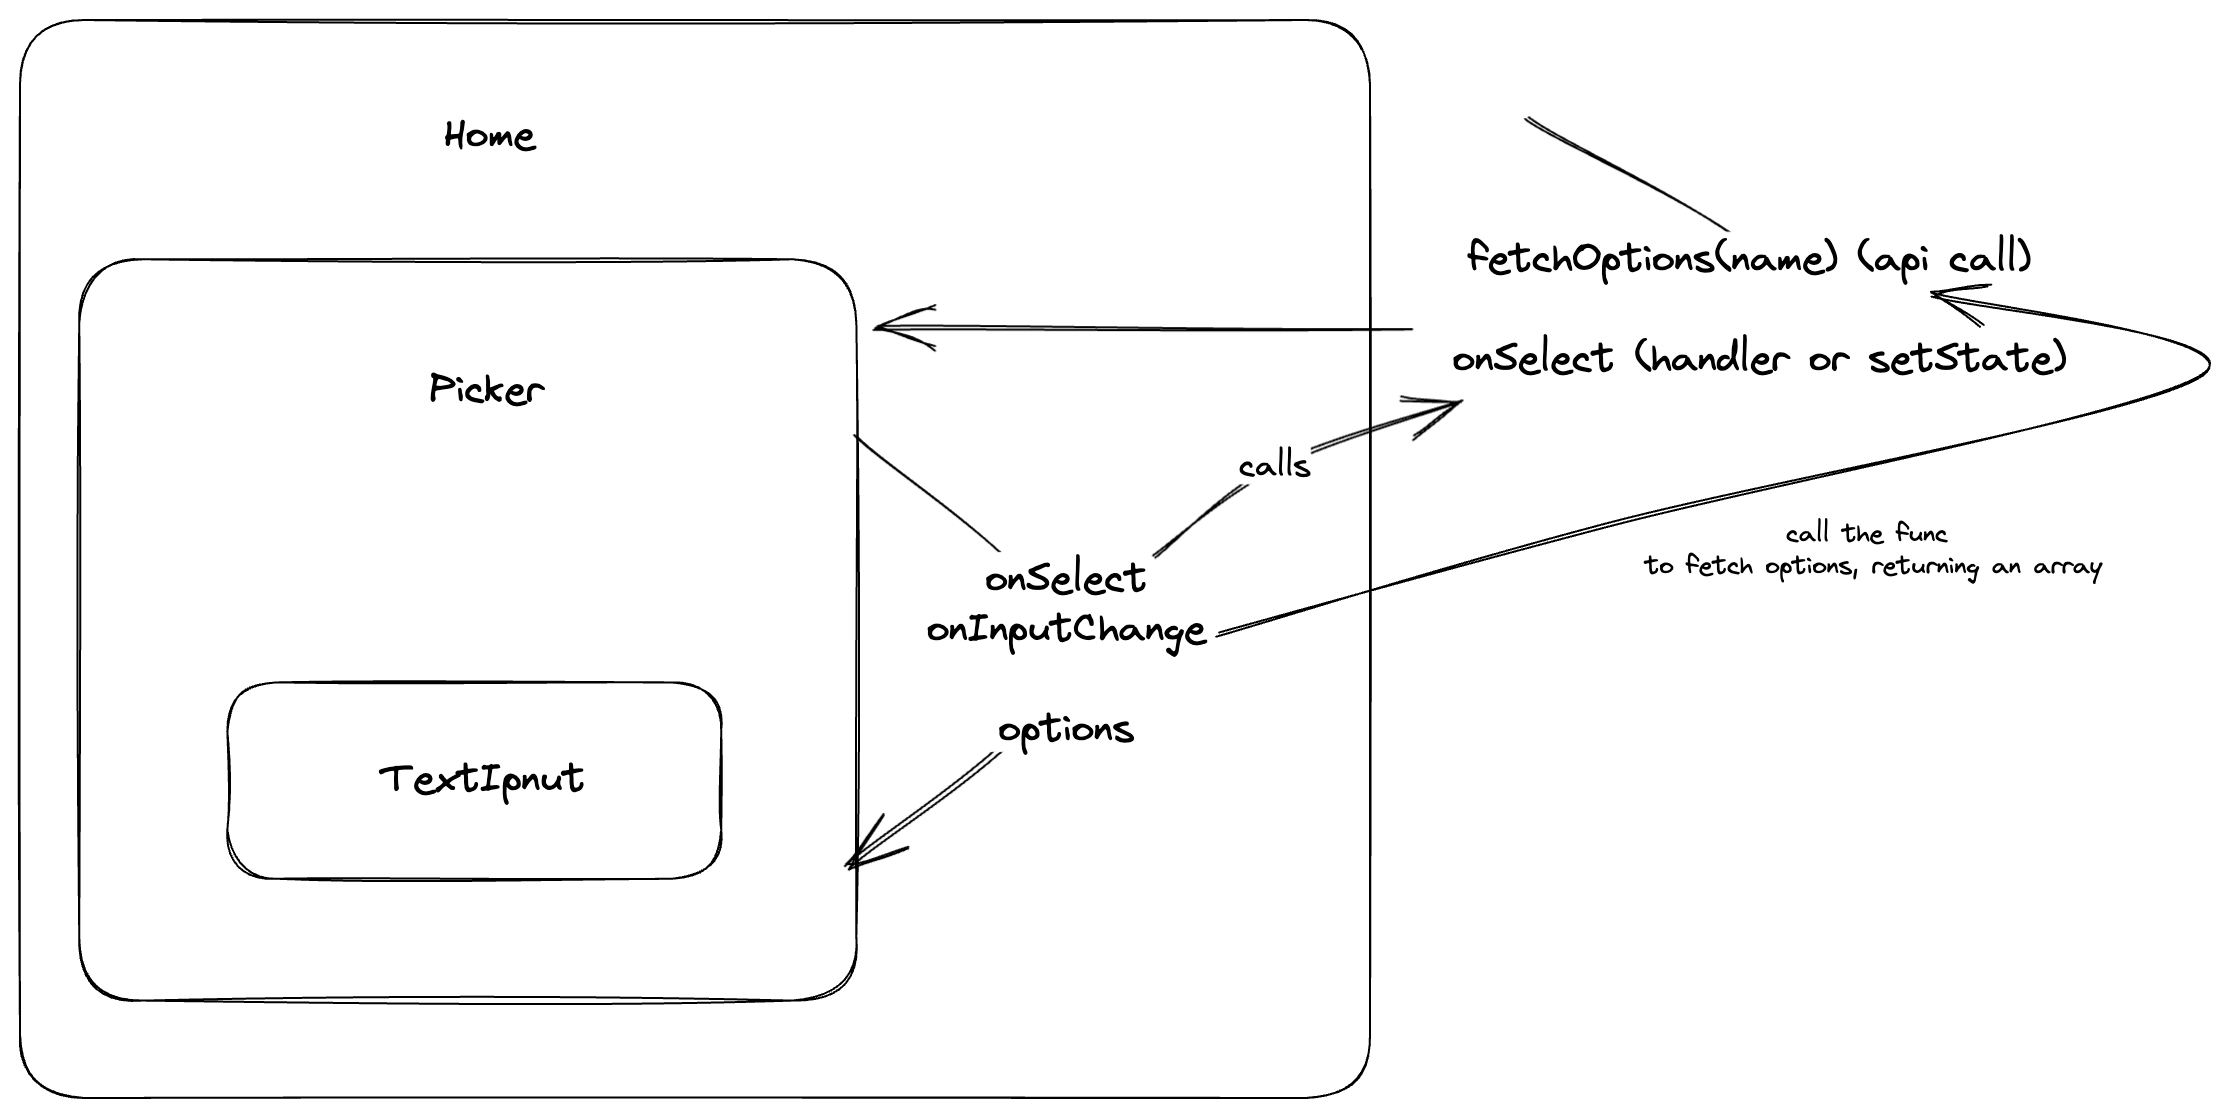 Home
fetchOptions(name) (api call)
onSelect (handler or setState)
Picker
calls
call the func
to fetch options, returning an array
onSelect
onInputChange
options
TextIpnut